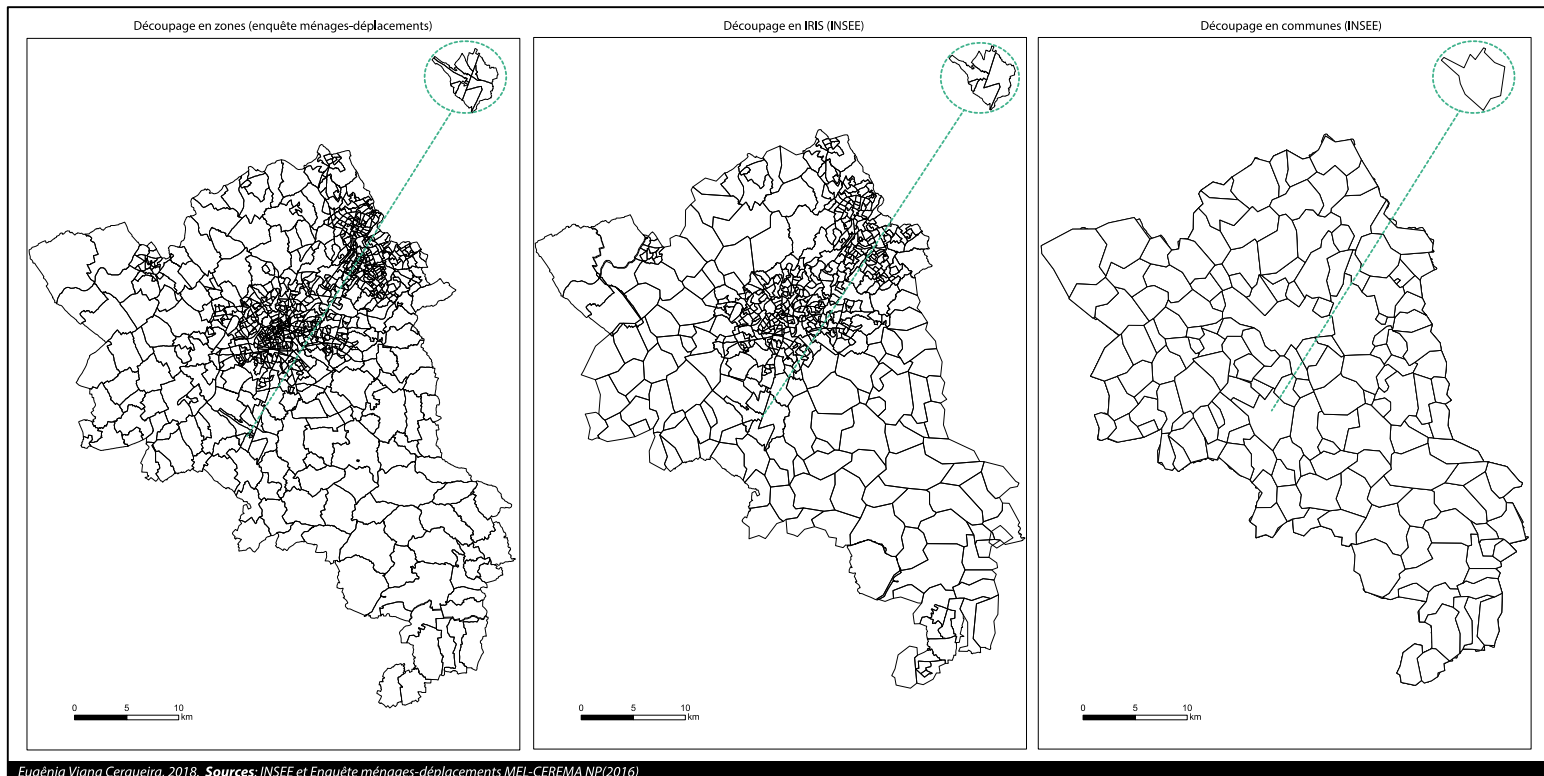 Découpage en zones (enquête ménages-déplacements)
Découpage en IRIS (INSEE)
Découpage en communes (INSEE)
0 5 10
km
0 5 10
km
0 5 10
km
Eugênia Viana Cerqueira, 2018. Sources: INSEE et Enquête ménages-déplacements MEL-CEREMA NP(2016)